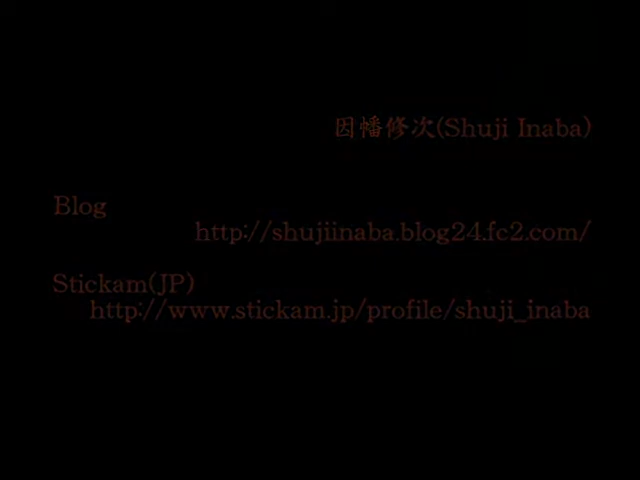 因幡修次(Shuji Inaba)
Blog
http://shujiinaba.blog24.fc2.com/
Stickam(JP)
http://www.stickam.jp/profile/shuji_inaba